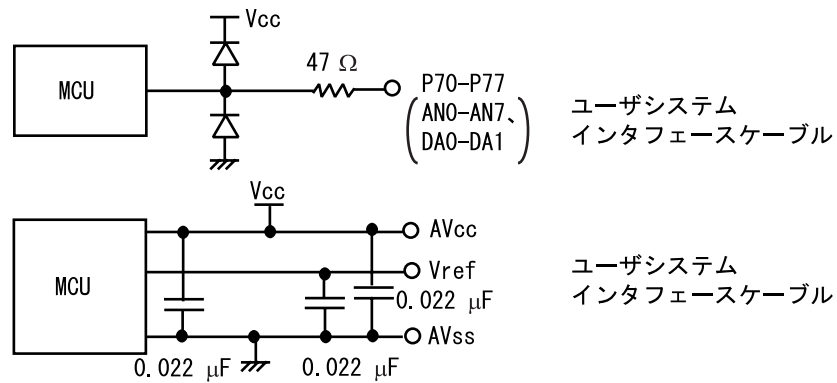 Vcc
MCU
47 Ω
P70-P77
AN0-AN7、
DA0-DA1
ユーザシステム
インタフェースケーブル
Vcc
MCU
AVcc
Vref
0.022 μF
AVss
0.022 μF
0.022 μF
ユーザシステム
インタフェースケーブル